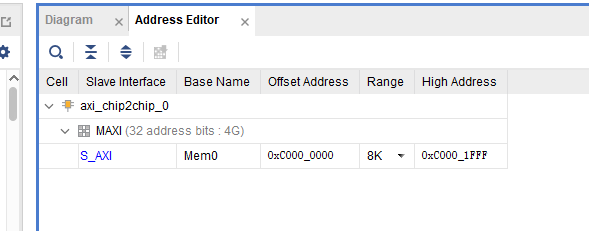 Diagram Address Editor
Cell Slave Interface Base Name Offset Address Range High Address
axi_chip2chip_0
MAXI (32 address bits : 4G)
S_AXI Mem0 0xC000_0000 8K 0xC000_1FFF